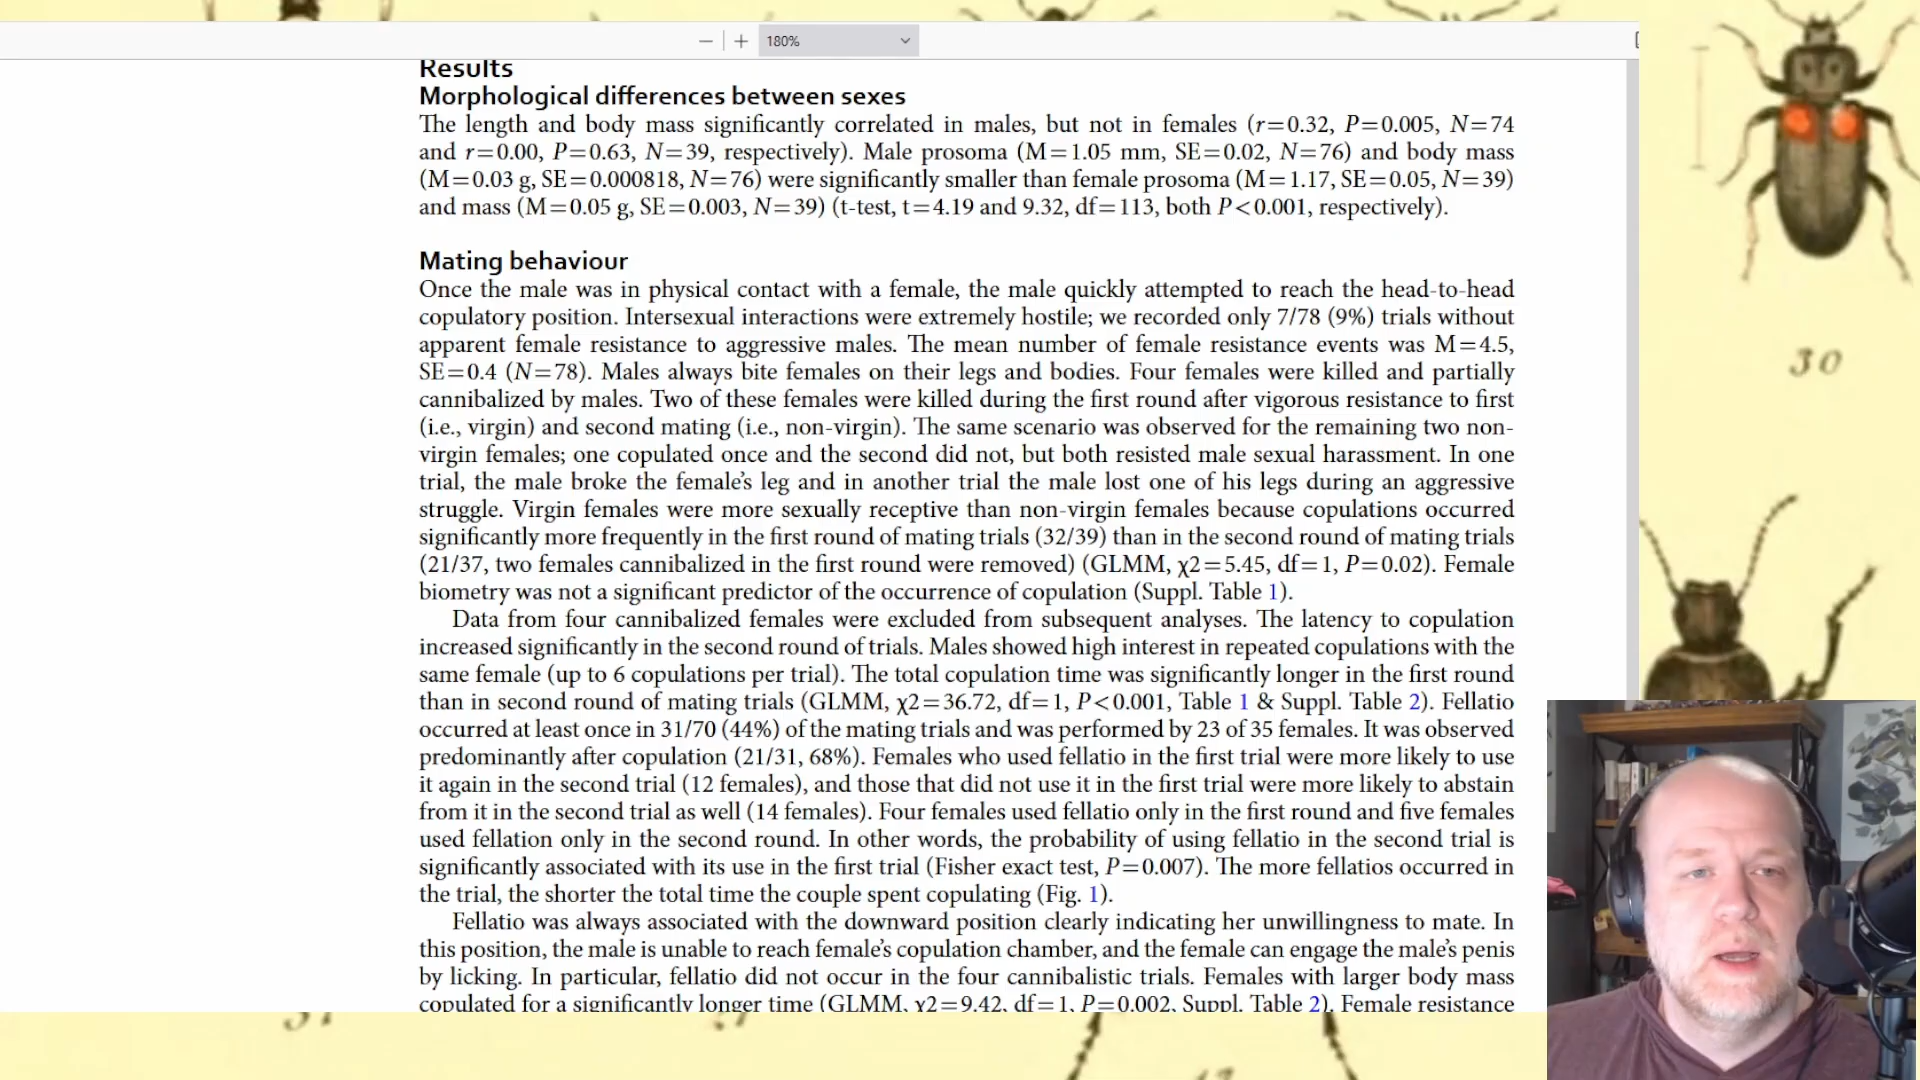 180%
Results
Morphological differences between sexes
The length and body mass significantly correlated in males, but not in females (r=0.32, P=0.005, N=74
and r=0.00, P=0.63, N=39, respectively). Male prosoma (M=1.05 mm, SE=0.02, N=76) and body mass
(M=0.03 g, SE=0.000818, N=76) were significantly smaller than female prosoma (M=1.17, SE=0.05, N=39)
and mass (M=0.05 g, SE=0.003, N=39) (t-test, t=4.19 and 9.32, df=113, both P<0.001, respectively).
Mating behaviour
Once the male was in physical contact with a female, the male quickly attempted to reach the head-to-head
copulatory position. Intersexual interactions were extremely hostile; we recorded only 7/78 (9%) trials without
apparent female resistance to aggressive males. The mean number of female resistance events was M=4.5,
SE=0.4 (N=78). Males always bite females on their legs and bodies. Four females were killed and partially
cannibalized by males. Two of these females were killed during the first round after vigorous resistance to first
(i.e., virgin) and second mating (i.e., non-virgin). The same scenario was observed for the remaining two non-
virgin females; one copulated once and the second did not, but both resisted male sexual harassment. In one
trial, the male broke the female's leg and in another trial the male lost one of his legs during an aggressive
struggle. Virgin females were more sexually receptive than non-virgin females because copulations occurred
significantly more frequently in the first round of mating trials (32/39) than in the second round of mating trials
(21/37, two females cannibalized in the first round were removed) (GLMM, χ2=5.45, df=1, P=0.02). Female
biometry was not a significant predictor of the occurrence of copulation (Suppl. Table 1).
Data from four cannibalized females were excluded from subsequent analyses. The latency to copulation
increased significantly in the second round of trials. Males showed high interest in repeated copulations with the
same female (up to 6 copulations per trial). The total copulation time was significantly longer in the first round
than in second round of mating trials (GLMM, χ2=36.72, df=1, P<0.001, Table 1 & Suppl. Table 2). Fellatio
occurred at least once in 31/70 (44%) of the mating trials and was performed by 23 of 35 females. It was observed
predominantly after copulation (21/31, 68%). Females who used fellatio in the first trial were more likely to use
it again in the second trial (12 females), and those that did not use it in the first trial were more likely to abstain
from it in the second trial as well (14 females). Four females used fellatio only in the first round and five females
used fellation only in the second round. In other words, the probability of using fellatio in the second trial is
significantly associated with its use in the first trial (Fisher exact test, P=0.007). The more fellatios occurred in
the trial, the shorter the total time the couple spent copulating (Fig. 1).
Fellatio was always associated with the downward position clearly indicating her unwillingness to mate. In
this position, the male is unable to reach female's copulation chamber, and the female can engage the male's penis
by licking. In particular, fellatio did not occur in the four cannibalistic trials. Females with larger body mass
copulated for a significantly longer time (GLMM, χ2=9.42, df=1, P=0.002, Suppl. Table 2). Female resistance
30